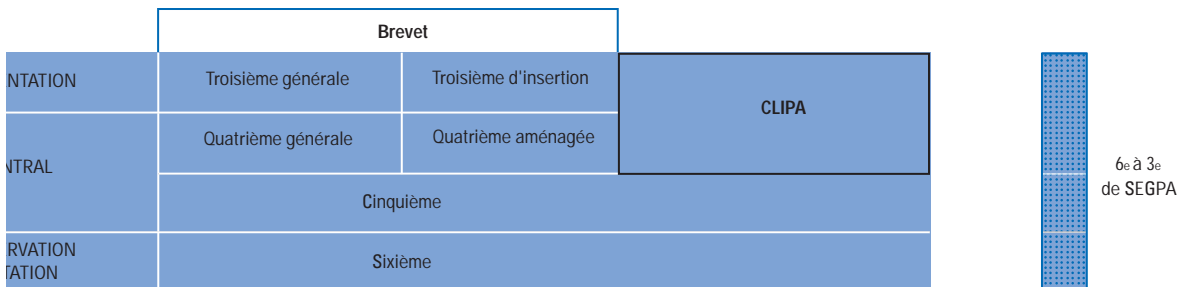 Brevet
NTATION
Troisième générale
Troisième d'insertion
CLIPA
Quatrième générale
Quatrième aménagée
NTRAL
6e à 3e
de SEGPA
Cinquième
RVATION
TATION
Sixième